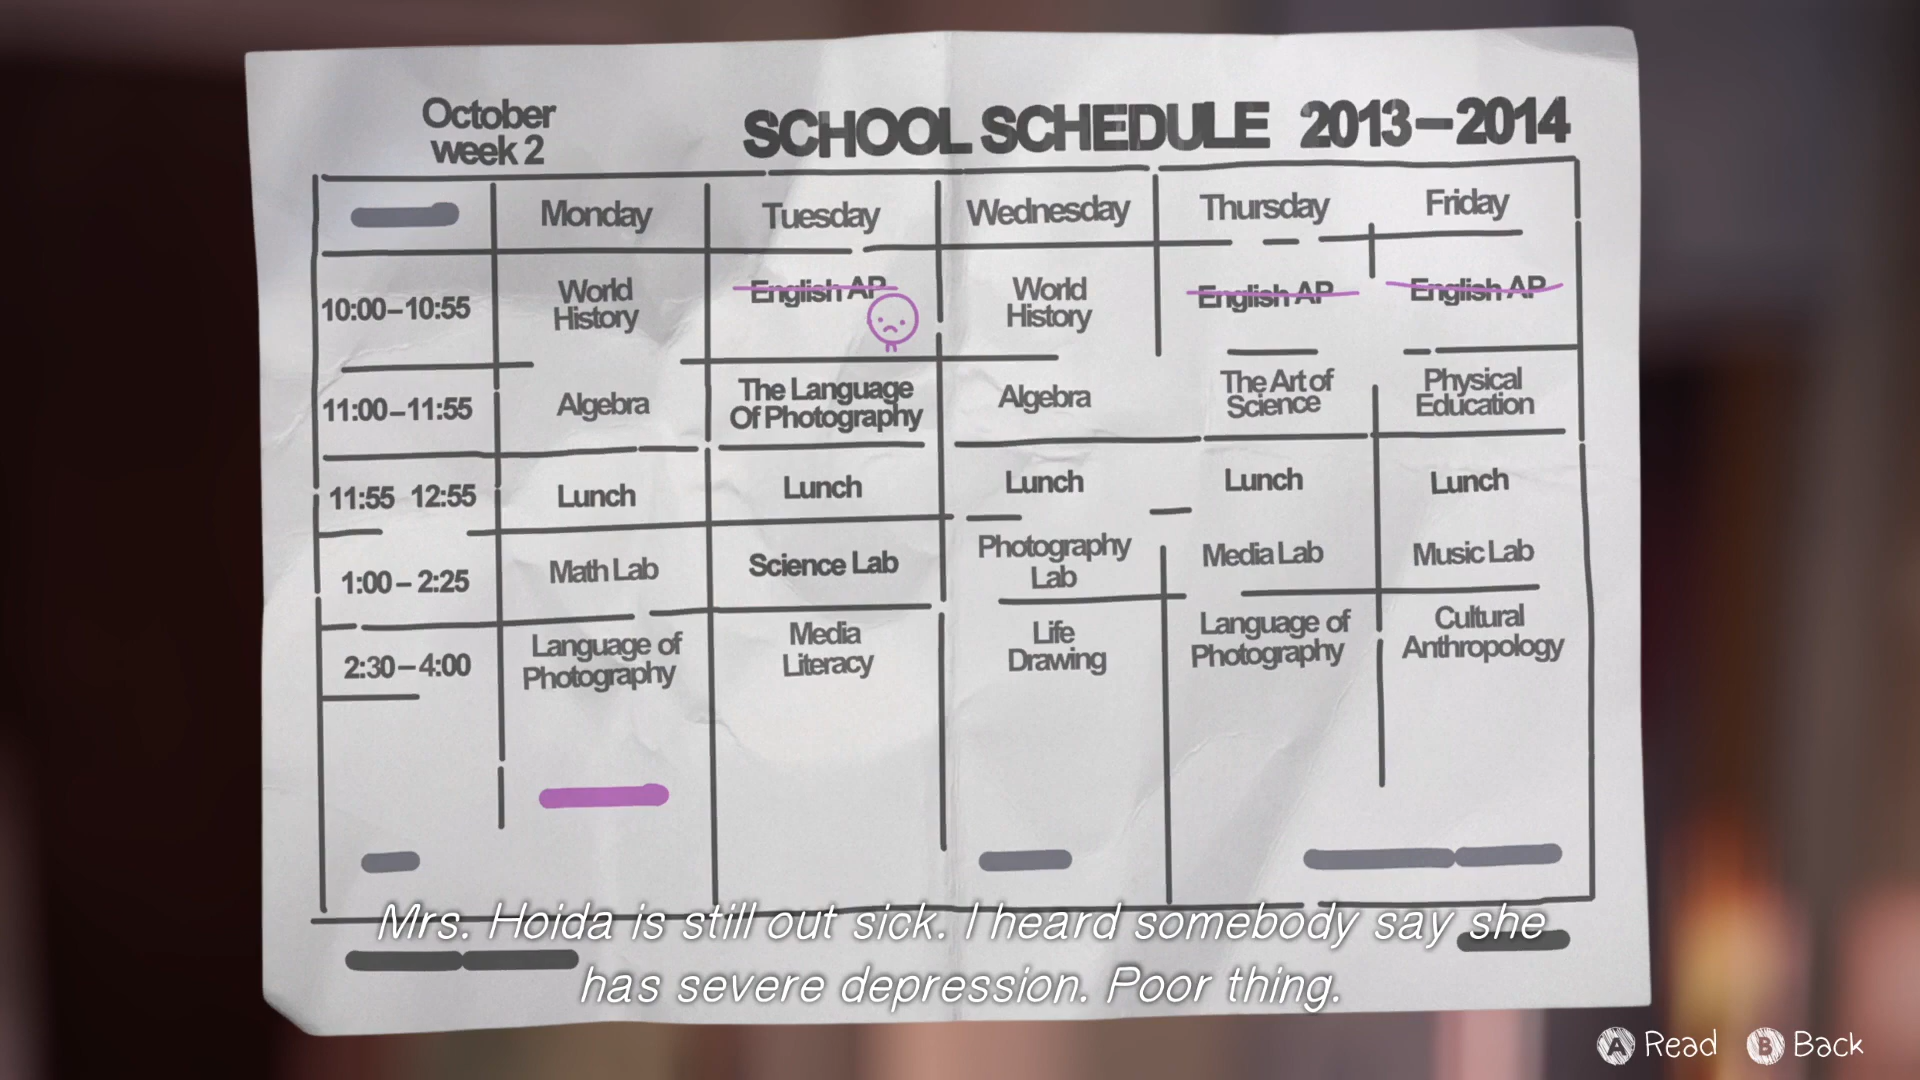 October
week 2
SCHOOL SCHEDULE 2013-2014
Monday
Tuesday
Wednesday
Thursday
Friday
10:00-10:55
World
History
English AP
World
History
English AP
English AP
11:00-11:55
Algebra
The Language
Of Photography
Algebra
The Art of
Science
Physical
Education
11:55 12:55
Lunch
Lunch
Lunch
Lunch
Lunch
1:00-2:25
Math Lab
Science Lab
Photography
Lab
Media Lab
Music Lab
2:30-4:00
Language of
Photography
Media
Literacy
Life
Drawing
Language of
Photography
Cultural
Anthropology
Mrs. Hoida is still out sick. I heard somebody say she
has severe depression. Poor thing.
A Read B Back